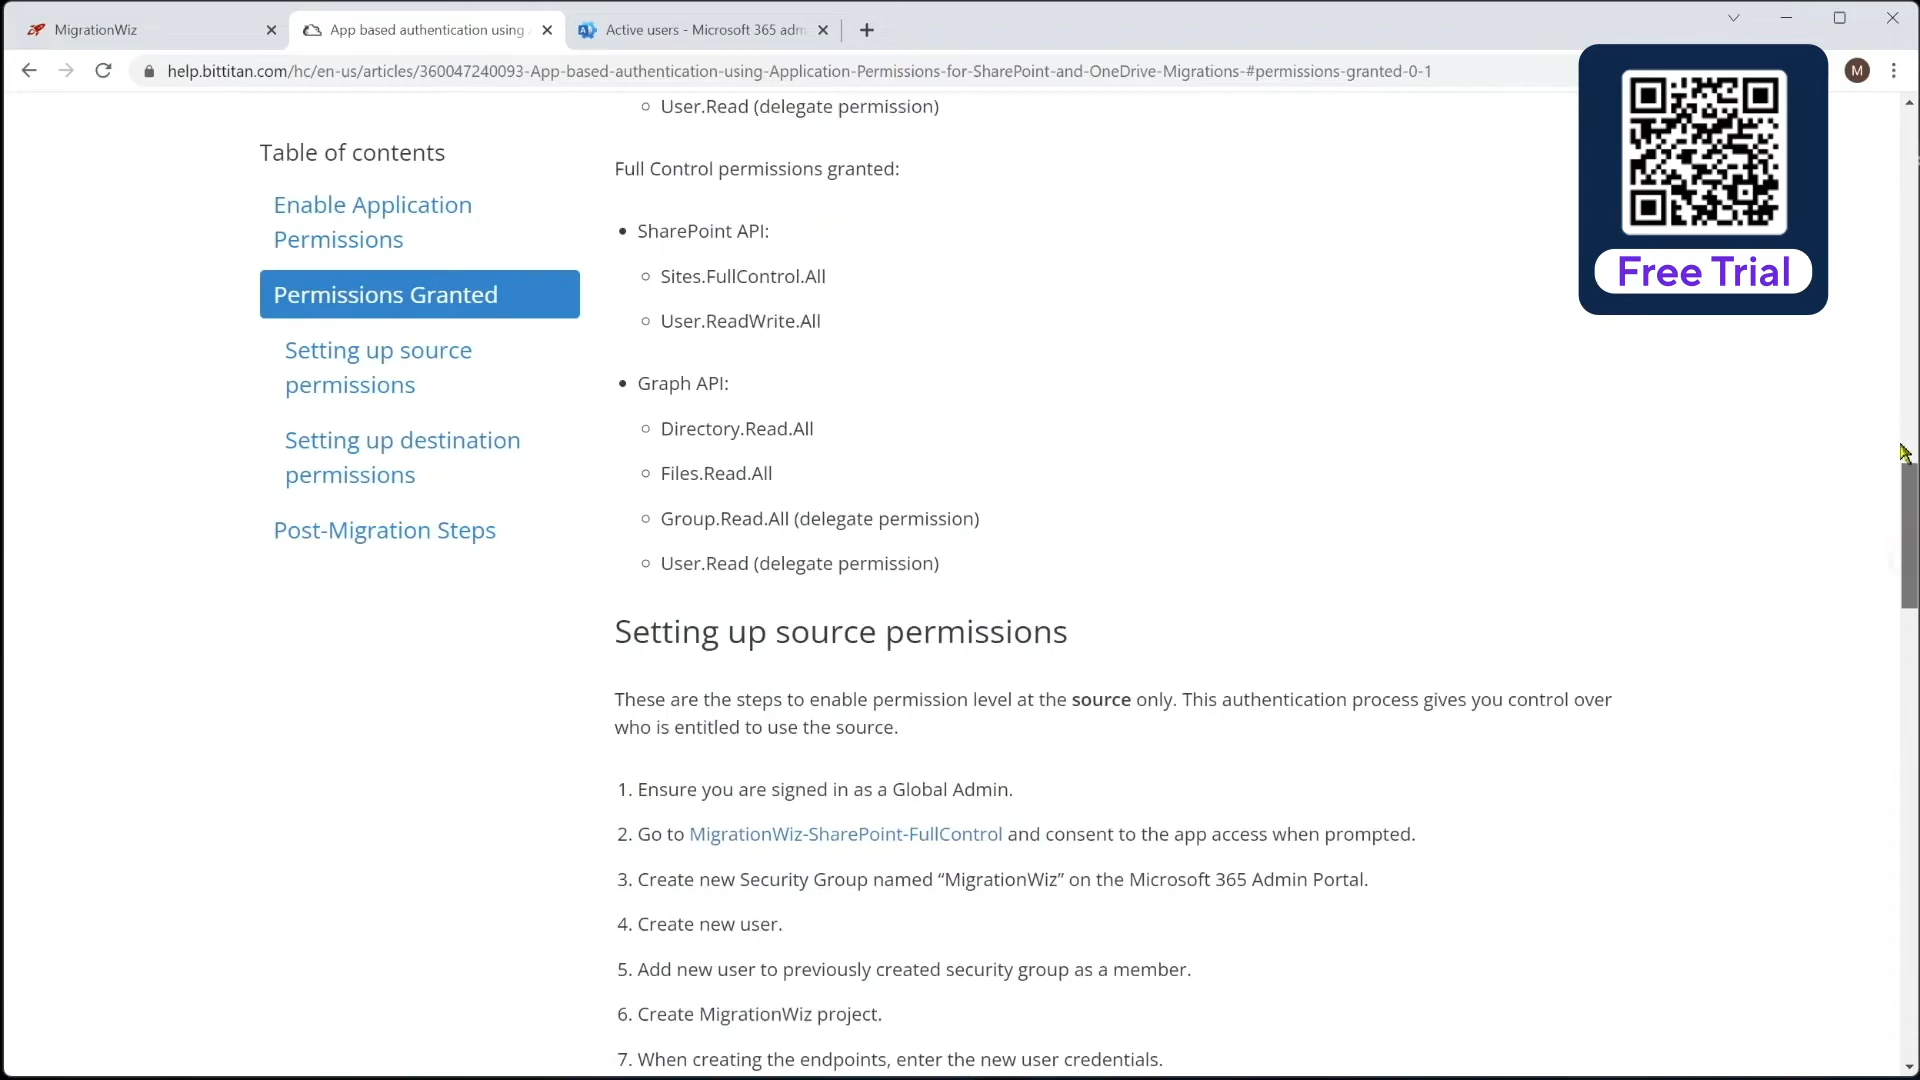 MigrationWiz
App based authentication using
Active users - Microsoft 365 adm
help.bittitan.com/hc/en-us/articles/360047240093-App-based-authentication-using-Application-Permissions-for-SharePoint-and-OneDrive-Migrations-#permissions-granted-0-1
M
Free Trial
Table of contents
Enable Application
Permissions
Permissions Granted
Setting up source
permissions
Setting up destination
permissions
Post-Migration Steps
User.Read (delegate permission)
Full Control permissions granted:
SharePoint API:
Sites.FullControl.All
User.ReadWrite.All
Graph API:
Directory.Read.All
Files.Read.All
Group.Read.All (delegate permission)
User.Read (delegate permission)
Setting up source permissions
These are the steps to enable permission level at the source only. This authentication process gives you control over
who is entitled to use the source.
1. Ensure you are signed in as a Global Admin.
2. Go to MigrationWiz-SharePoint-FullControl and consent to the app access when prompted.
3. Create new Security Group named “MigrationWiz” on the Microsoft 365 Admin Portal.
4. Create new user.
5. Add new user to previously created security group as a member.
6. Create MigrationWiz project.
7. When creating the endpoints, enter the new user credentials.